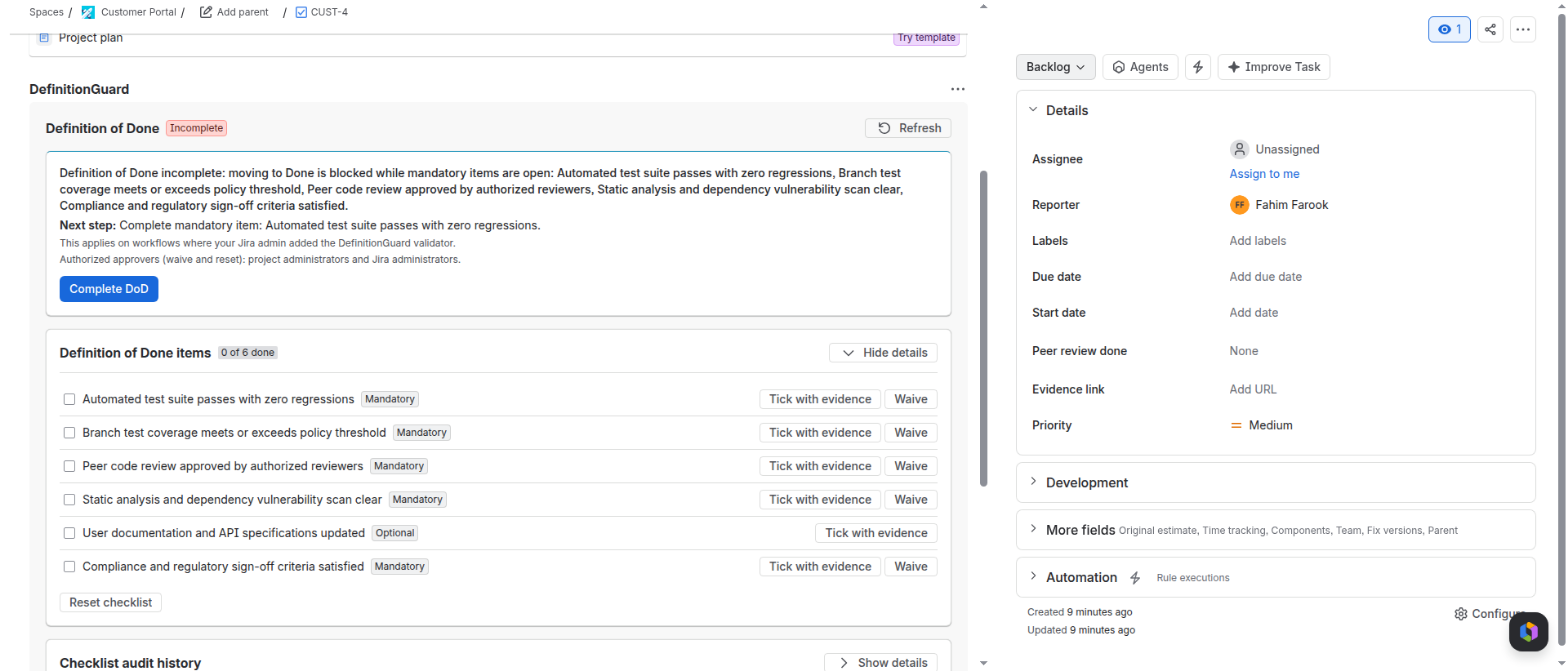 Spaces / Customer Portal / Add parent / CUST-4
Project plan Try template
DefinitionGuard
Definition of Done Incomplete Refresh
Definition of Done incomplete: moving to Done is blocked while mandatory items are open: Automated test suite passes with zero regressions, Branch test
coverage meets or exceeds policy threshold, Peer code review approved by authorized reviewers, Static analysis and dependency vulnerability scan clear,
Compliance and regulatory sign-off criteria satisfied.
Next step: Complete mandatory item: Automated test suite passes with zero regressions.
This applies on workflows where your Jira admin added the DefinitionGuard validator.
Authorized approvers (waive and reset): project administrators and Jira administrators.
Complete DoD
Definition of Done items 0 of 6 done Hide details
Automated test suite passes with zero regressions Mandatory Tick with evidence Waive
Branch test coverage meets or exceeds policy threshold Mandatory Tick with evidence Waive
Peer code review approved by authorized reviewers Mandatory Tick with evidence Waive
Static analysis and dependency vulnerability scan clear Mandatory Tick with evidence Waive
User documentation and API specifications updated Optional Tick with evidence
Compliance and regulatory sign-off criteria satisfied Mandatory Tick with evidence Waive
Reset checklist
Checklist audit history Show details
1
Backlog Agents Improve Task
Details
Assignee Unassigned
Assign to me
Reporter FF Fahim Farook
Labels Add labels
Due date Add due date
Start date Add date
Peer review done None
Evidence link Add URL
Priority Medium
Development
More fields Original estimate, Time tracking, Components, Team, Fix versions, Parent
Automation Rule executions
Created 9 minutes ago
Updated 9 minutes ago